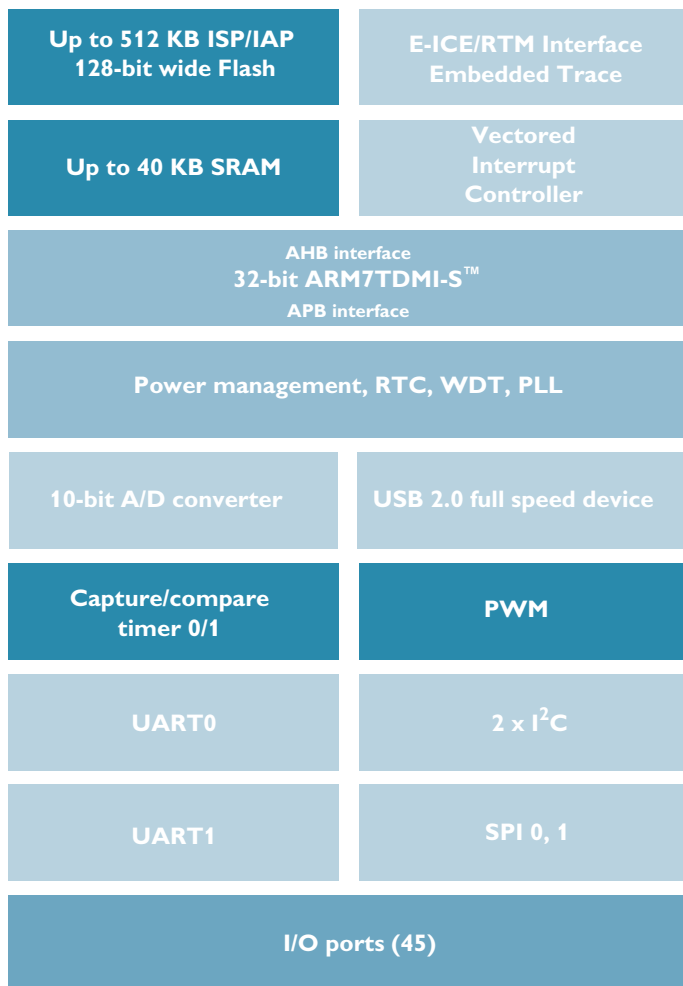 Up to 512 KB ISP/IAP
128-bit wide Flash
E-ICE/RTM Interface
Embedded Trace
Up to 40 KB SRAM
Vectored
Interrupt
Controller
AHB interface
32-bit ARM7TDMI-S™
APB interface
Power management, RTC, WDT, PLL
10-bit A/D converter
USB 2.0 full speed device
Capture/compare
timer 0/1
PWM
UART0
2 x I²C
UART1
SPI 0, 1
I/O ports (45)